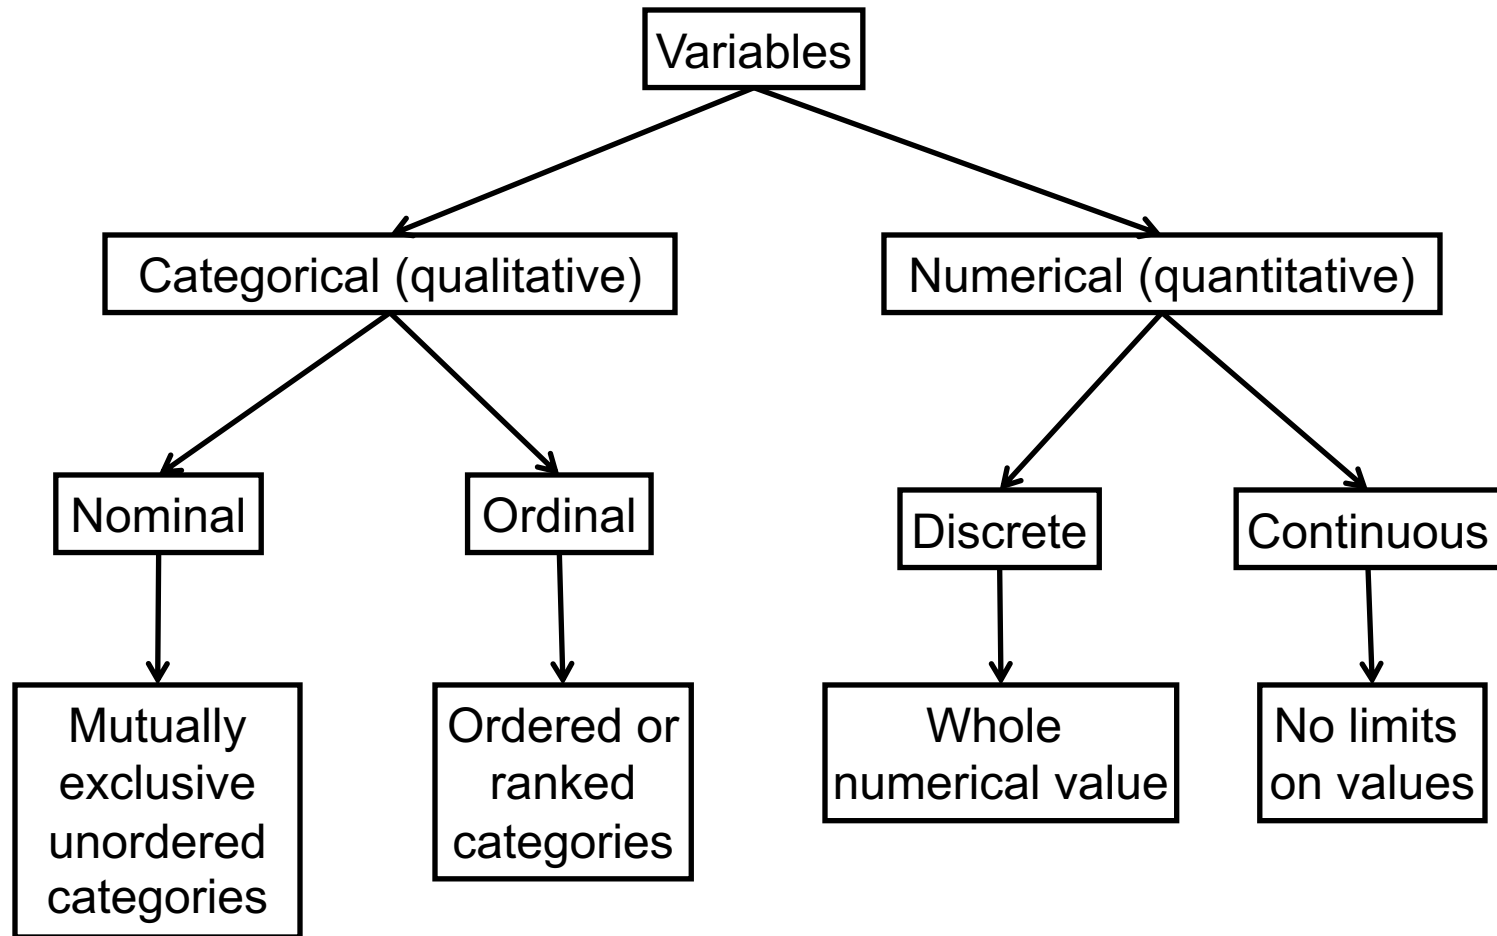 Variables
Categorical (qualitative)
Numerical (quantitative)
Nominal
Ordinal
Discrete
Continuous
Mutually
exclusive
unordered
categories
Ordered or
ranked
categories
Whole
numerical value
No limits
on values